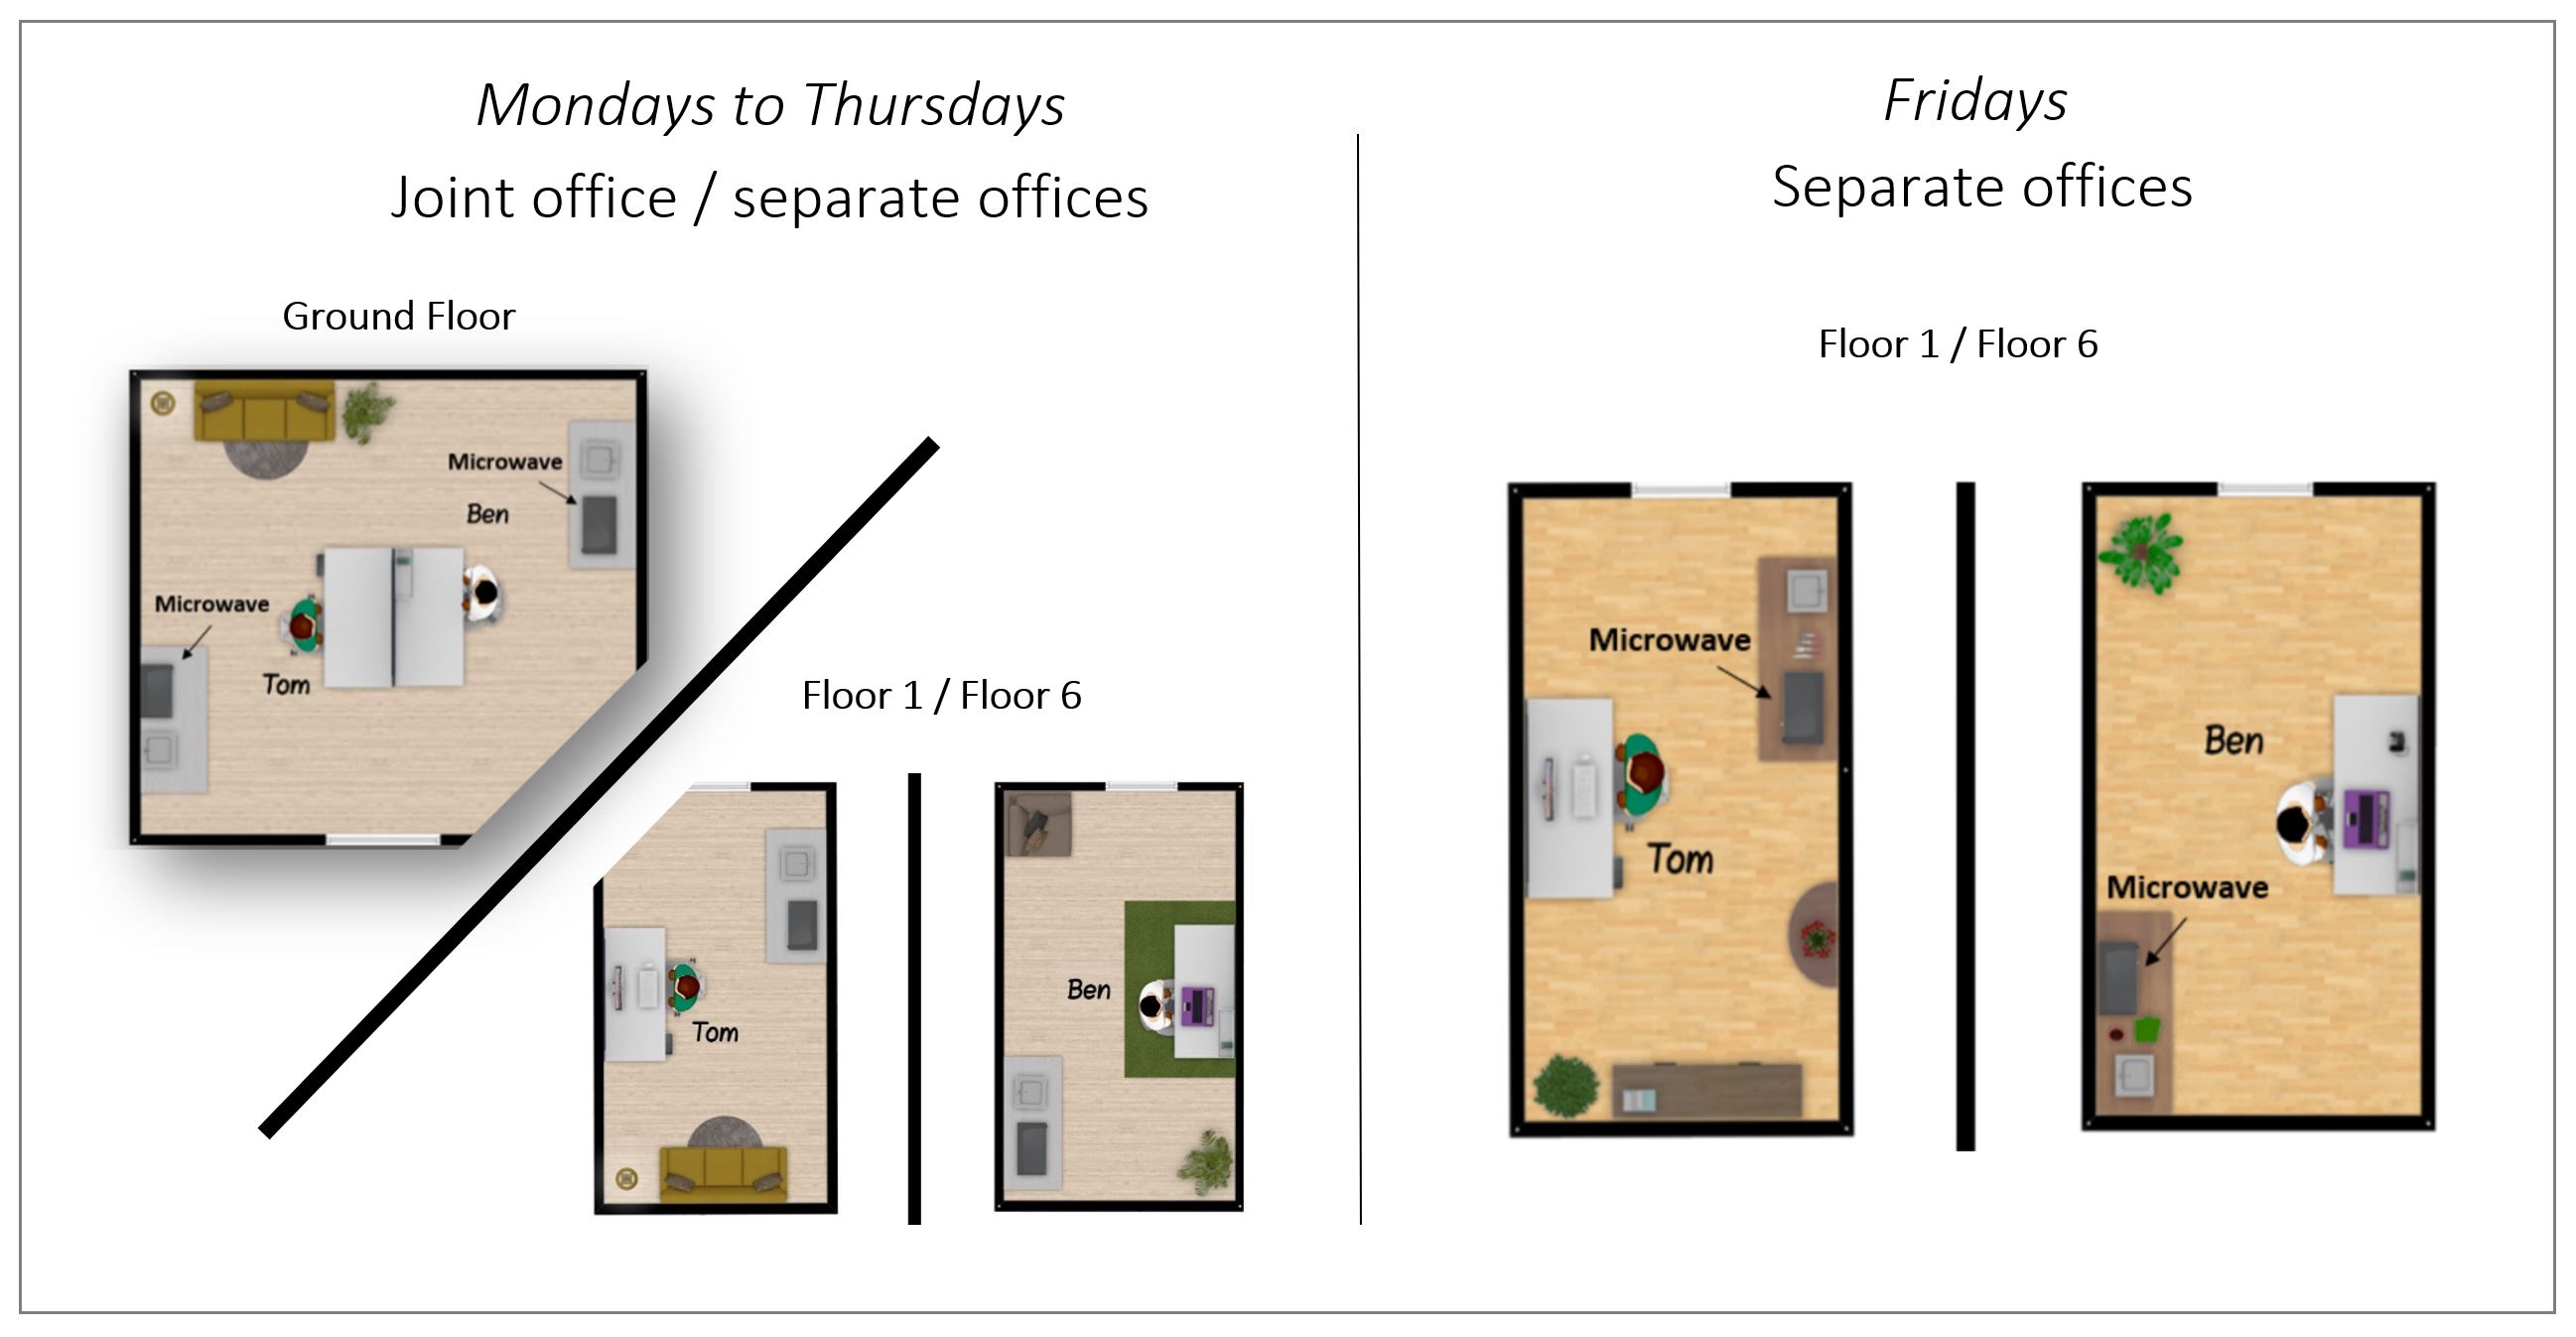 Mondays to Thursdays
Joint office / separate offices
Ground Floor
Microwave
Ben
Microwave
Tom
Floor 1 / Floor 6
Tom
Ben
Fridays
Separate offices
Floor 1 / Floor 6
Microwave
Tom
Ben
Microwave